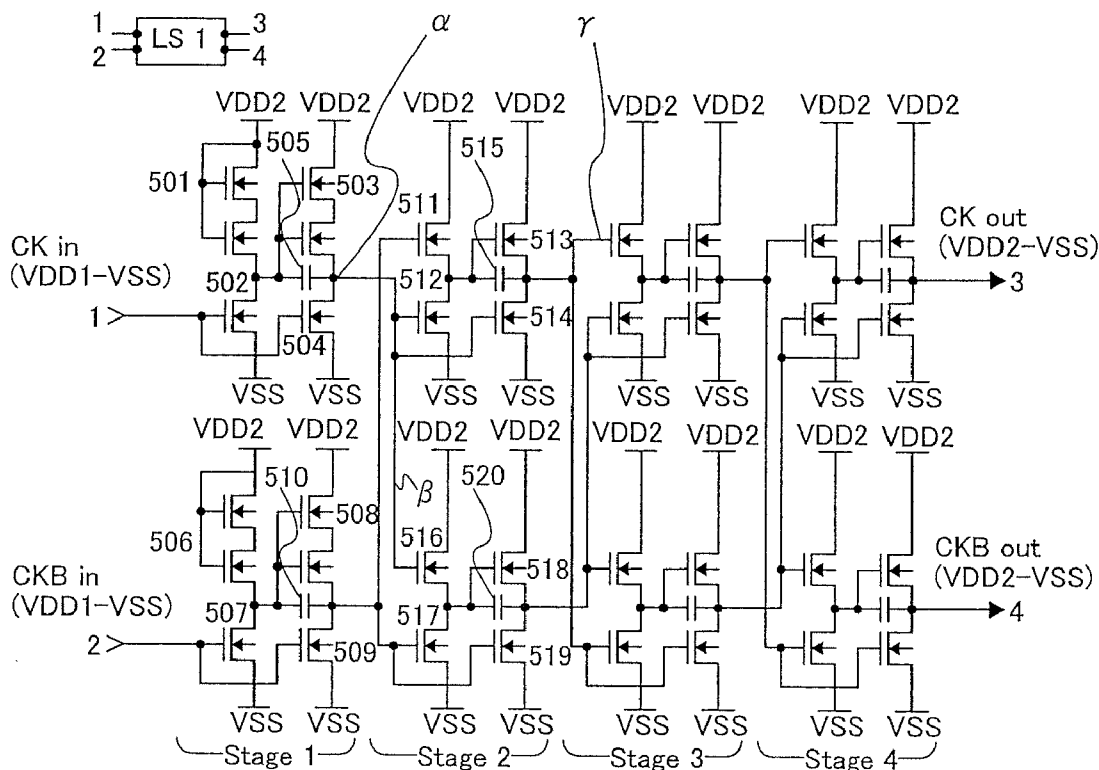 1 LS 1 3
2 4
α γ
VDD2 VDD2 VDD2 VDD2 VDD2 VDD2 VDD2 VDD2
505 515
501 503 511
513
CK in
(VDD1-VSS)
CK out
(VDD2-VSS)
502 512 3
1 504 514
VSS VSS VSS VSS VSS VSS VSS VSS
VDD2 VDD2 VDD2 VDD2 VDD2 VDD2 VDD2 VDD2
510 520
β
508
506 516 518
CKB in
(VDD1-VSS)
CKB out
(VDD2-VSS)
507 517 4
2 509 519
VSS VSS VSS VSS VSS VSS VSS VSS
Stage 1 Stage 2 Stage 3 Stage 4